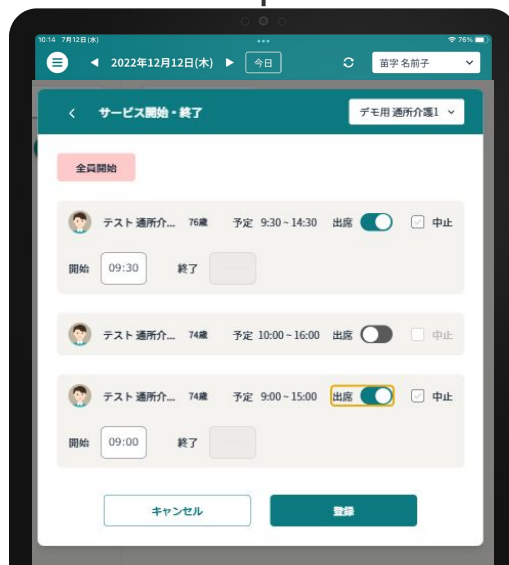 10:14 7月12日(水) 76%
2022年12月12日(木) 今日 苗字 名前子
サービス開始・終了 デモ用 通所介護1
全員開始
テスト 通所介... 76歳 予定 9:30 ~ 14:30 出席 中止
開始 09:30 終了
テスト 通所介... 74歳 予定 10:00 ~ 16:00 出席 中止
テスト 通所介... 74歳 予定 9:00 ~ 15:00 出席 中止
開始 09:00 終了
キャンセル 登録